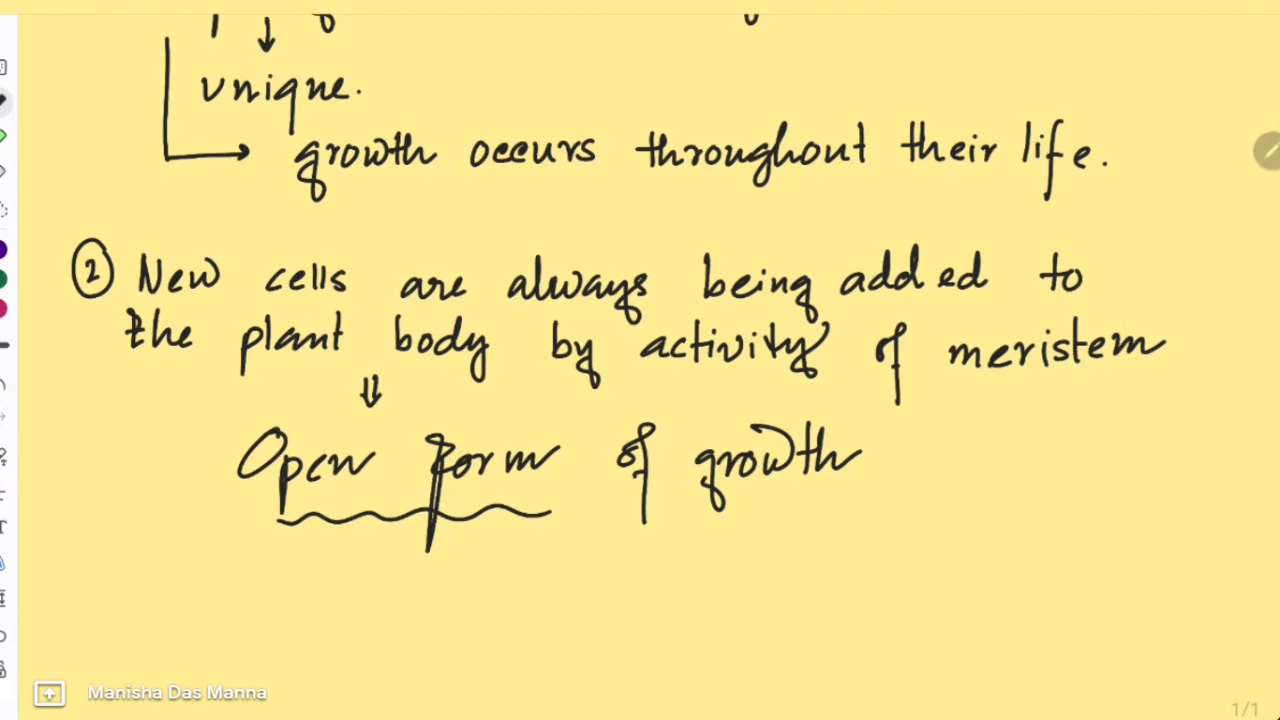 unique.
growth occurs throughout their life.
② New cells are always being added to
the plant body by activity of meristem
⇓
Open form of growth
Manisha Das Manna
1/1